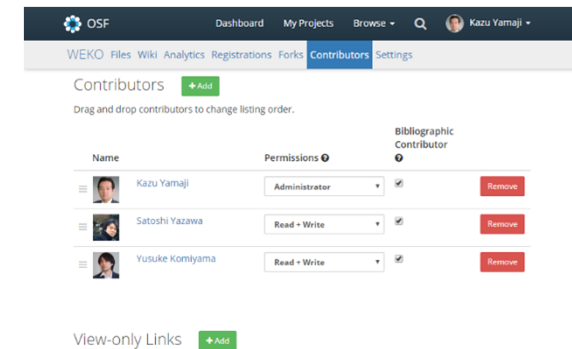 OSF Dashboard My Projects Browse Kazu Yamaji
WEKO Files Wiki Analytics Registrations Forks Contributors Settings
Contributors + Add
Drag and drop contributors to change listing order.
Name Permissions Bibliographic Contributor
Kazu Yamaji Administrator Remove
Satoshi Yazawa Read + Write Remove
Yusuke Komiyama Read + Write Remove
View-only Links + Add